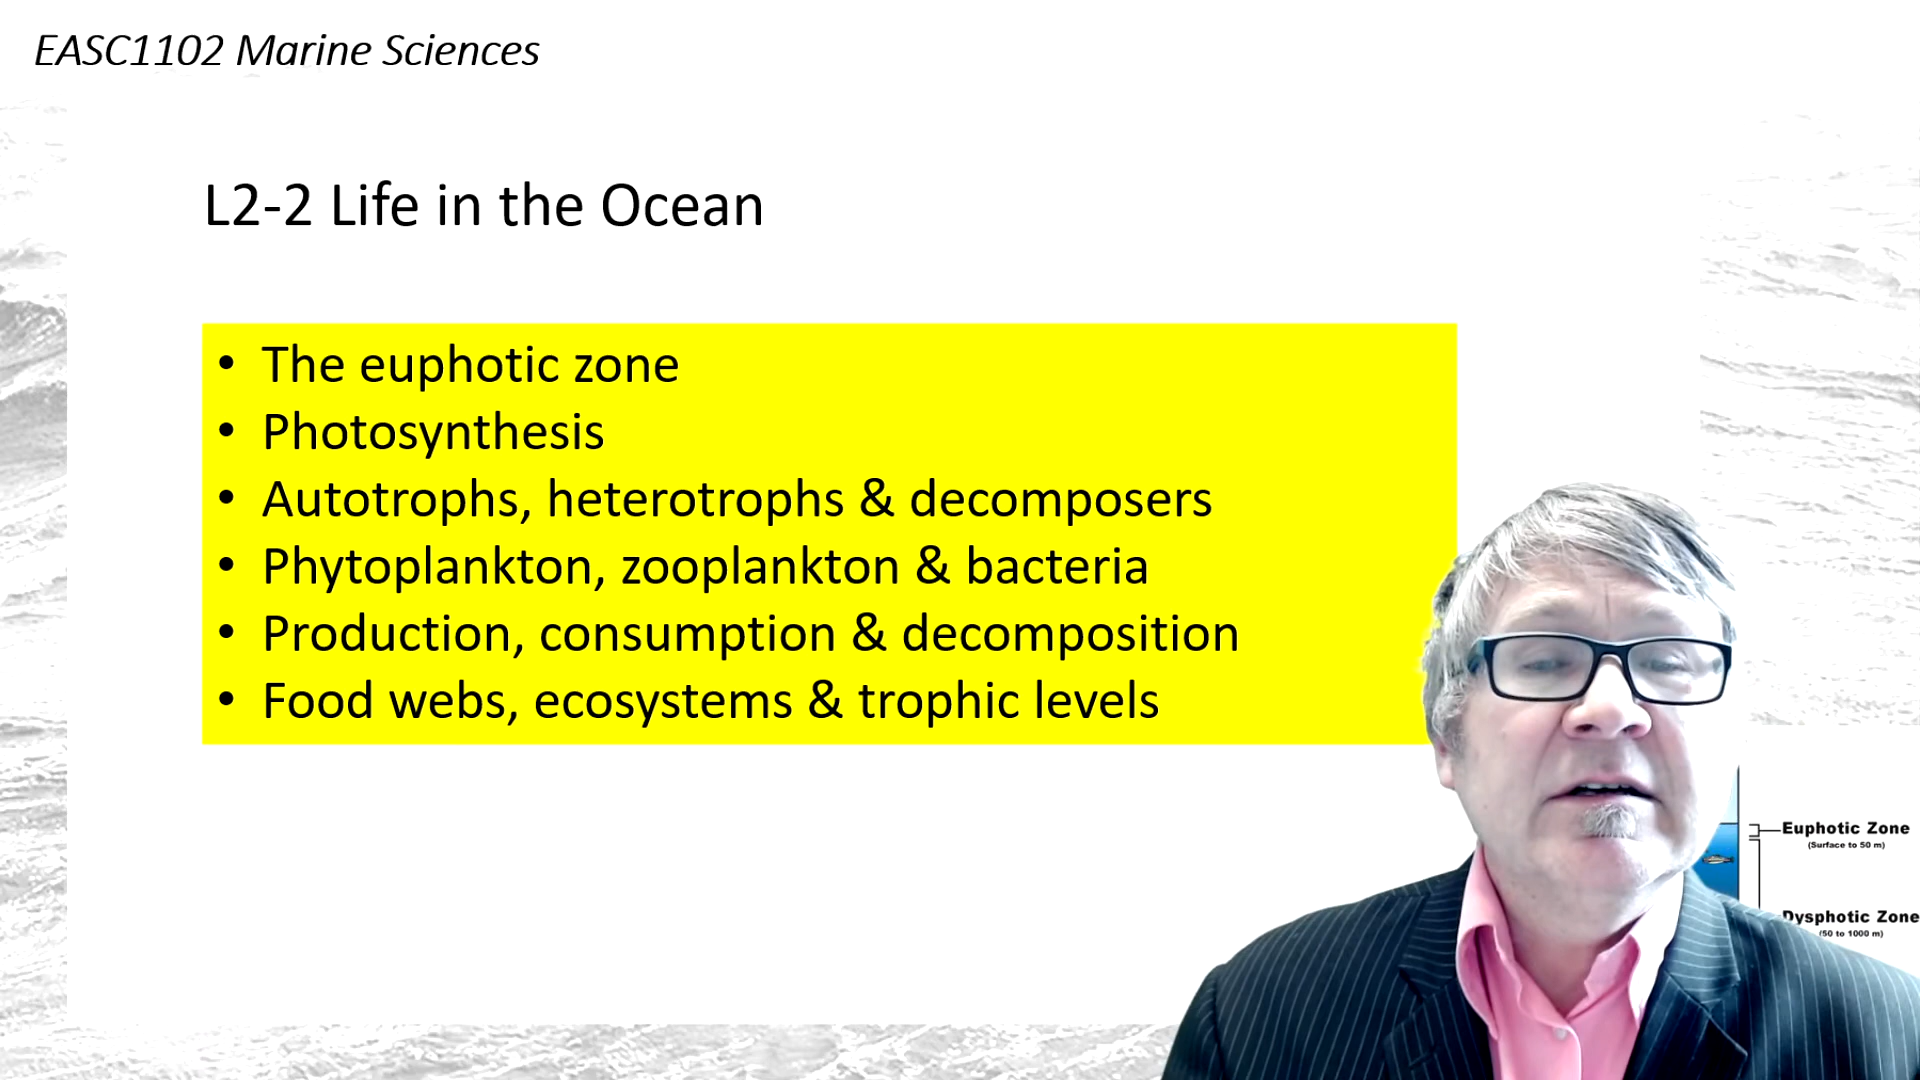 EASC1102 Marine Sciences
L2-2 Life in the Ocean
• The euphotic zone
• Photosynthesis
• Autotrophs, heterotrophs & decomposers
• Phytoplankton, zooplankton & bacteria
• Production, consumption & decomposition
• Food webs, ecosystems & trophic levels
Euphotic Zone
(Surface to 50 m)
Dysphotic Zone
(50 to 1000 m)